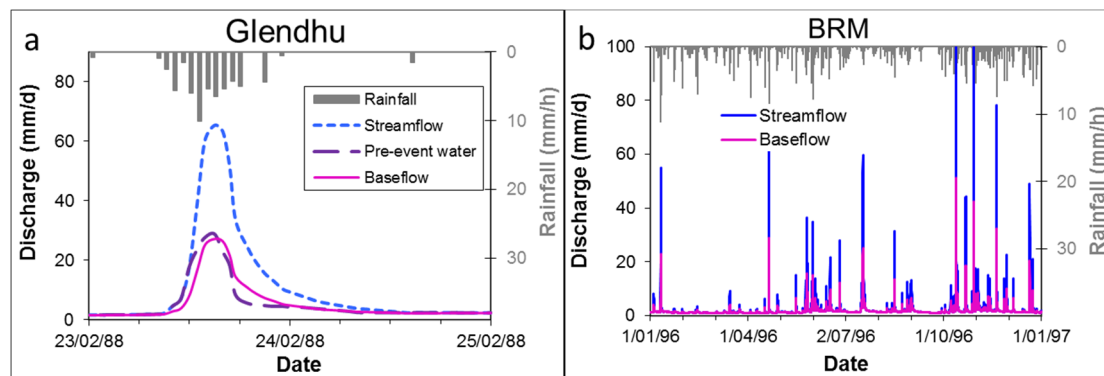 a
Glendhu
Discharge (mm/d)
80
60
40
20
0
0
10
20
30
Rainfall (mm/h)
Rainfall
Streamflow
Pre-event water
Baseflow
23/02/88
24/02/88
25/02/88
Date
b
BRM
Discharge (mm/d)
100
80
60
40
20
0
0
10
20
30
Rainfall (mm/h)
Streamflow
Baseflow
1/01/96
1/04/96
2/07/96
1/10/96
1/01/97
Date